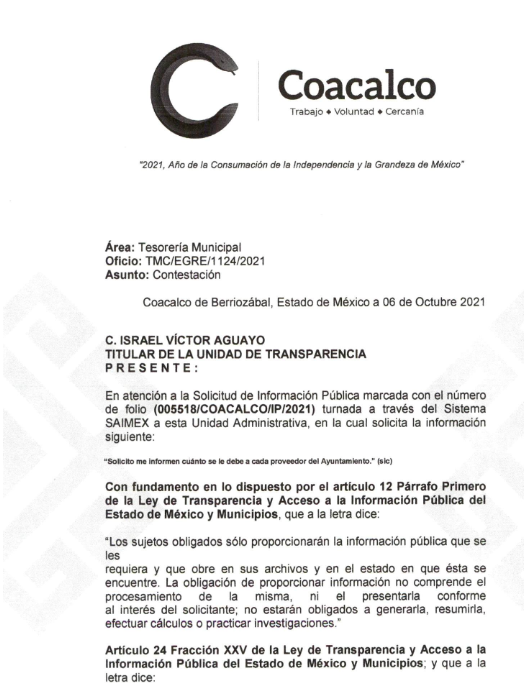 Coacalco
Trabajo ♦ Voluntad ♦ Cercanía
"2021, Año de la Consumación de la Independencia y la Grandeza de México"
Área: Tesorería Municipal
Oficio: TMC/EGRE/1124/2021
Asunto: Contestación
Coacalco de Berriozábal, Estado de México a 06 de Octubre 2021
C. ISRAEL VÍCTOR AGUAYO
TITULAR DE LA UNIDAD DE TRANSPARENCIA
P R E S E N T E :
En atención a la Solicitud de Información Pública marcada con el número
de folio (005518/COACALCO/IP/2021) turnada a través del Sistema
SAIMEX a esta Unidad Administrativa, en la cual solicita la información
siguiente:
"Solicito me informen cuánto se le debe a cada proveedor del Ayuntamiento." (sic)
Con fundamento en lo dispuesto por el artículo 12 Párrafo Primero
de la Ley de Transparencia y Acceso a la Información Pública del
Estado de México y Municipios, que a la letra dice:
"Los sujetos obligados sólo proporcionarán la información pública que se
les
requiera y que obre en sus archivos y en el estado en que ésta se
encuentre. La obligación de proporcionar información no comprende el
procesamiento de la misma, ni el presentarla conforme
al interés del solicitante; no estarán obligados a generarla, resumirla,
efectuar cálculos o practicar investigaciones."
Articulo 24 Fracción XXV de la Ley de Transparencia y Acceso a la
Información Pública del Estado de México y Municipios; y que a la
letra dice: